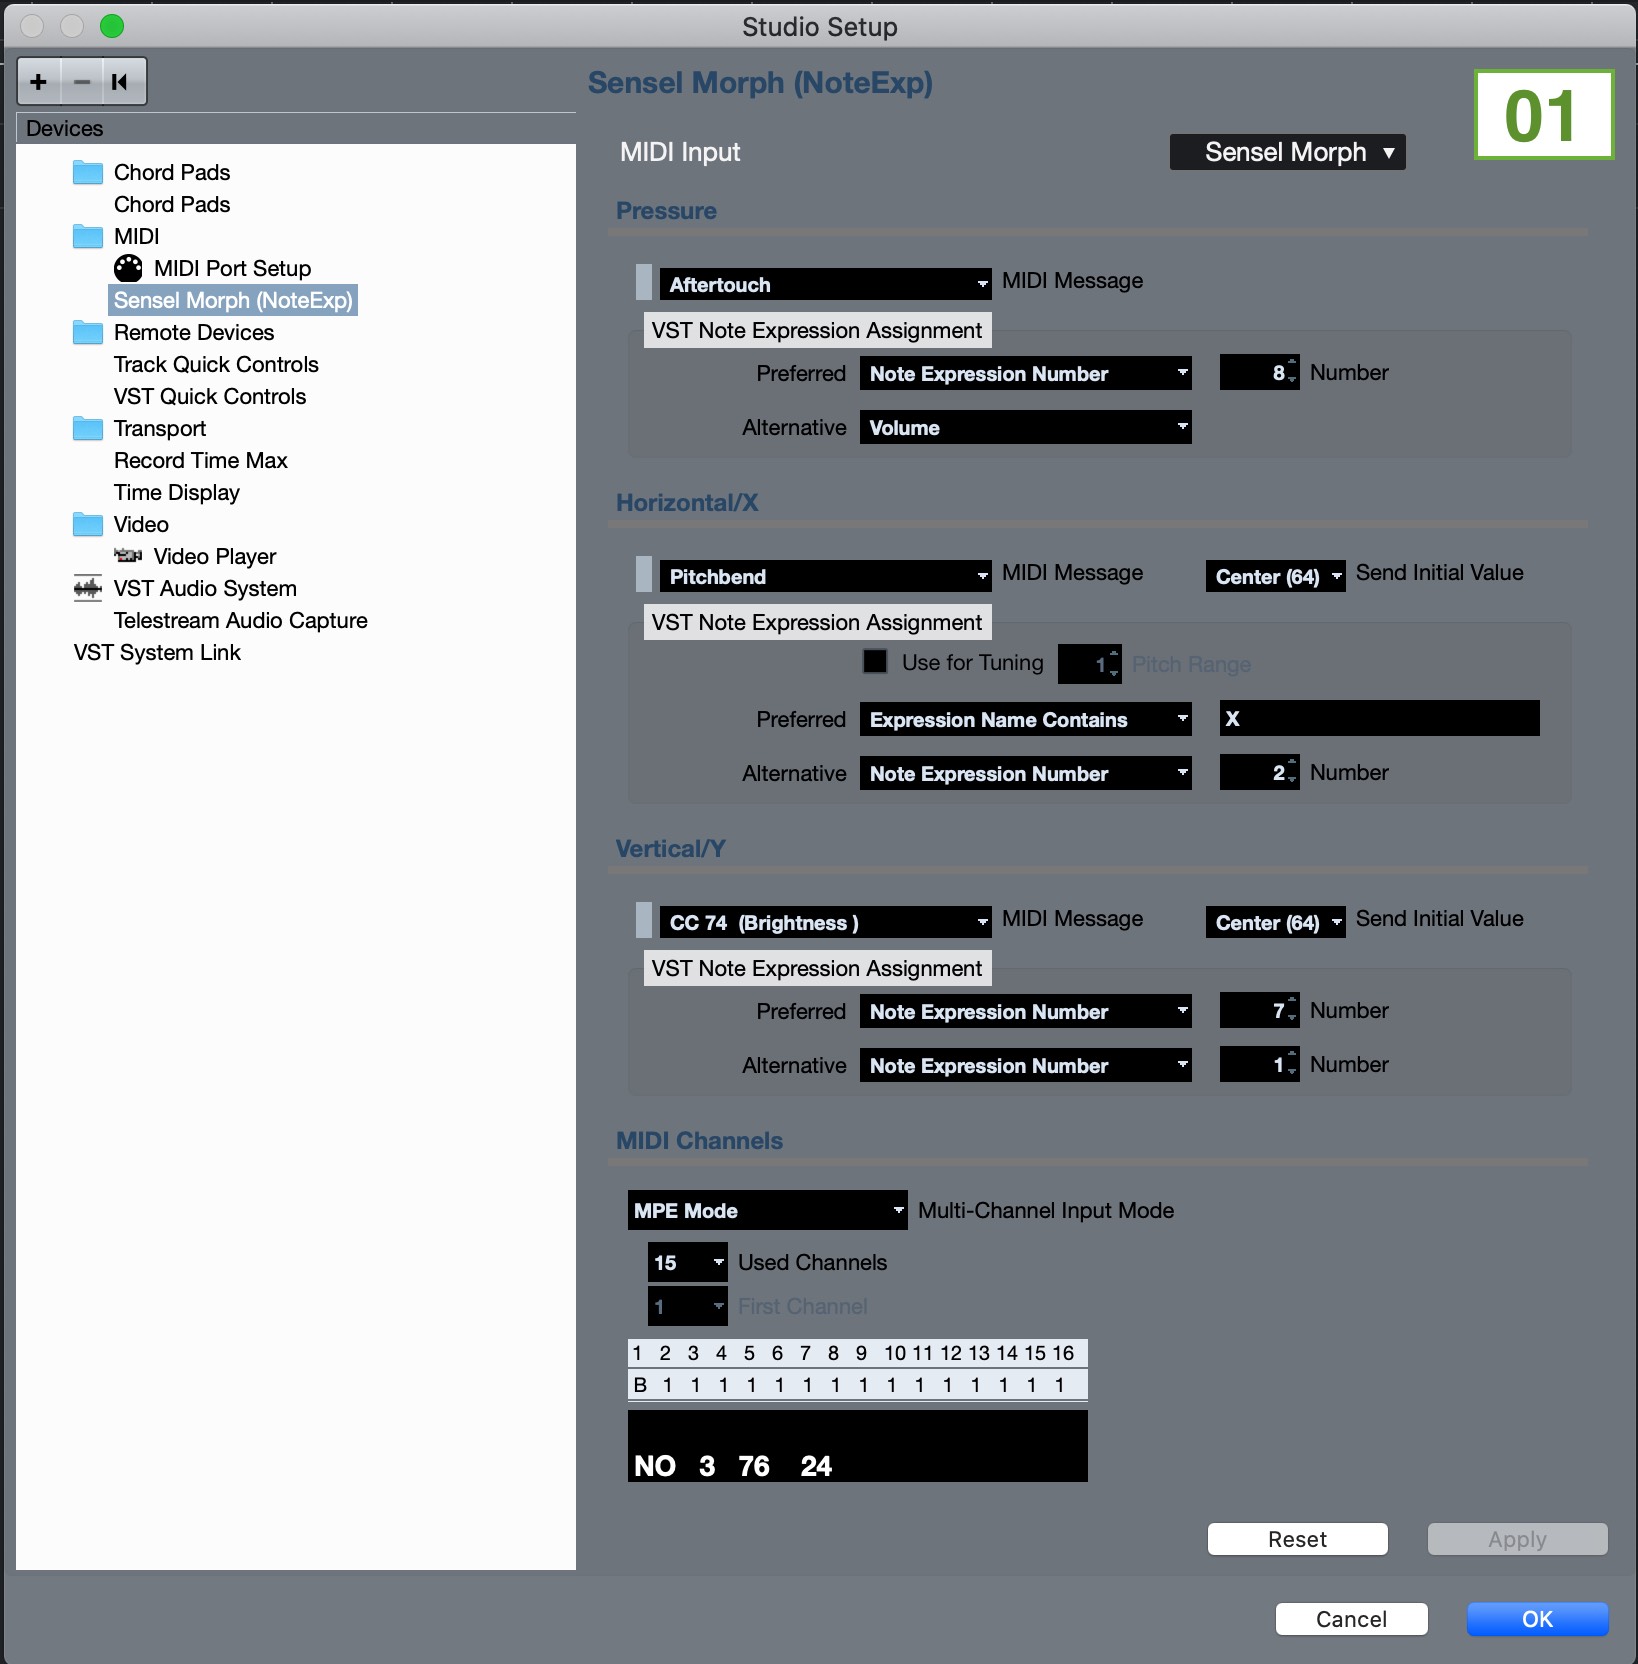 Studio Setup
Devices
Chord Pads
Chord Pads
MIDI
MIDI Port Setup
Sensel Morph (NoteExp)
Remote Devices
Track Quick Controls
VST Quick Controls
Transport
Record Time Max
Time Display
Video
Video Player
VST Audio System
Telestream Audio Capture
VST System Link
Sensel Morph (NoteExp)
01
MIDI Input Sensel Morph
Pressure
Aftertouch MIDI Message
VST Note Expression Assignment
Preferred Note Expression Number 8 Number
Alternative Volume
Horizontal/X
Pitchbend MIDI Message Center (64) Send Initial Value
VST Note Expression Assignment
Use for Tuning 1 Pitch Range
Preferred Expression Name Contains X
Alternative Note Expression Number 2 Number
Vertical/Y
CC 74 (Brightness ) MIDI Message Center (64) Send Initial Value
VST Note Expression Assignment
Preferred Note Expression Number 7 Number
Alternative Note Expression Number 1 Number
MIDI Channels
MPE Mode Multi-Channel Input Mode
15 Used Channels
1 First Channel
1 2 3 4 5 6 7 8 9 10 11 12 13 14 15 16
B 1 1 1 1 1 1 1 1 1 1 1 1 1 1 1
NO 3 76 24
Reset Apply
Cancel OK